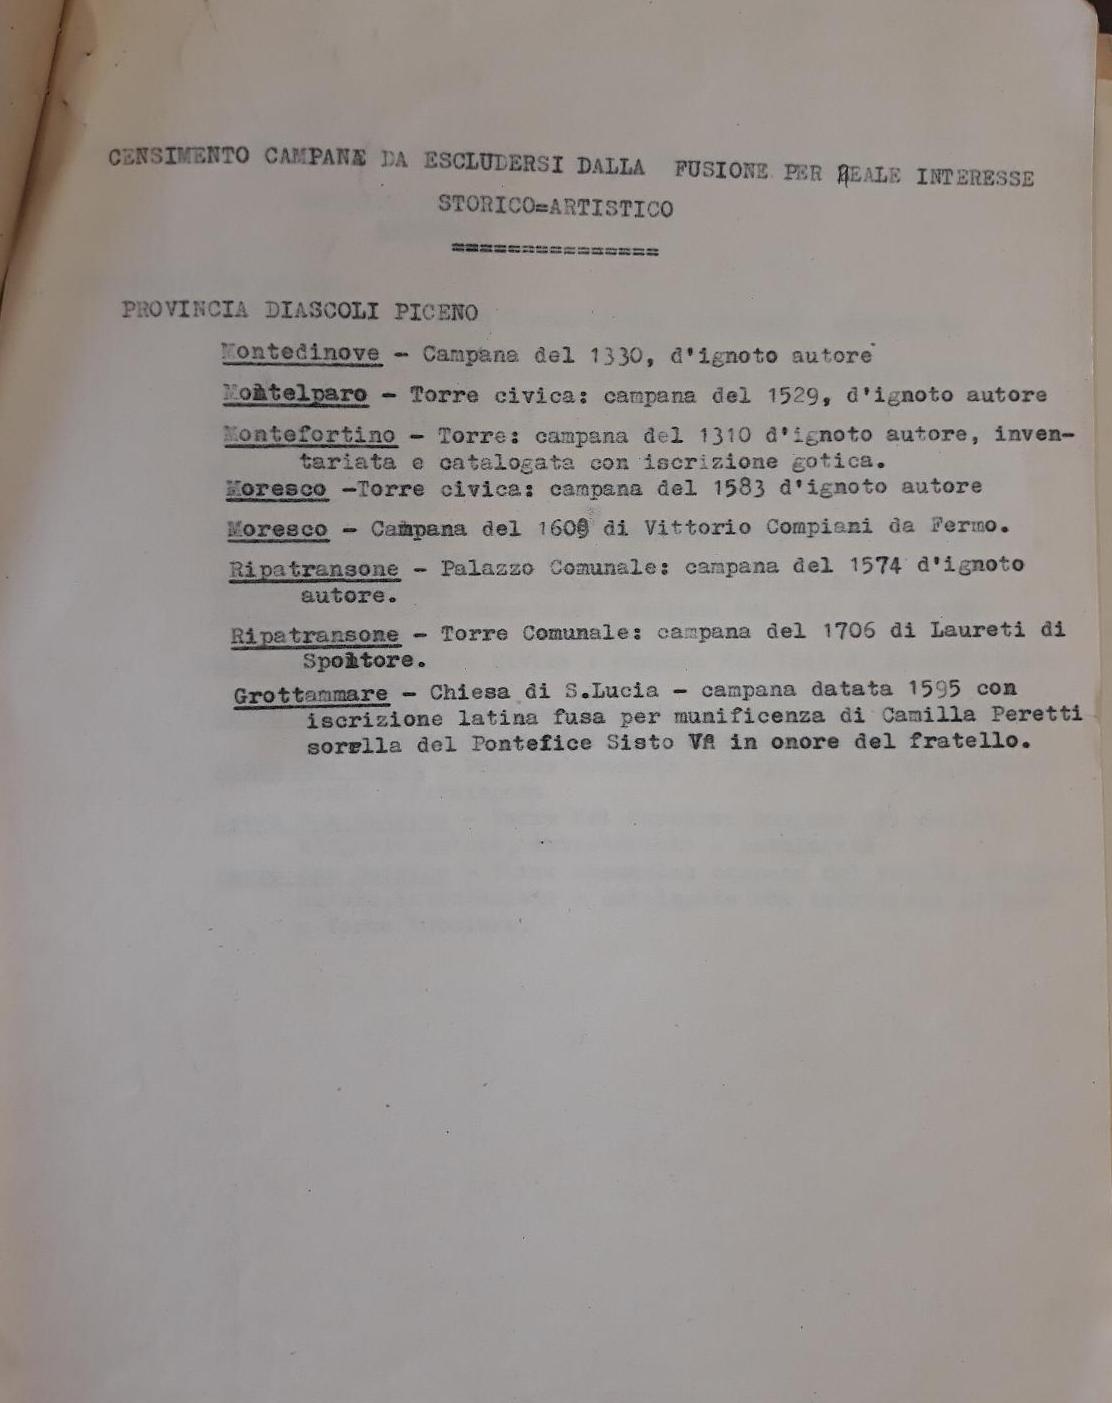 CENSIMENTO CAMPANE DA ESCLUDERSI DALLA FUSIONE PER REALE INTERESSE
STORICO=ARTISTICO
===============
PROVINCIA DIASCOLI PICENO
Montedinove - Campana del 1330, d'ignoto autore
Montelparo - Torre civica: campana del 1529, d'ignoto autore
Montefortino - Torre: campana del 1310 d'ignoto autore, inven-
tariata e catalogata con iscrizione gotica.
Moresco -Torre civica: campana del 1583 d'ignoto autore
Moresco - Campana del di Vittorio Compiani da Fermo.
Ripatransone - Palazzo Comunale: campana del 1574 d'ignoto
autore.
Ripatransone - Torre Comunale: campana del 1706 di Laureti di
Spoltore.
Grottammare - Chiesa di S.Lucia - campana datata 1595 con
iscrizione latina fusa per munificenza di Camilla Peretti
sorella del Pontefice Sisto V° in onore del fratello.